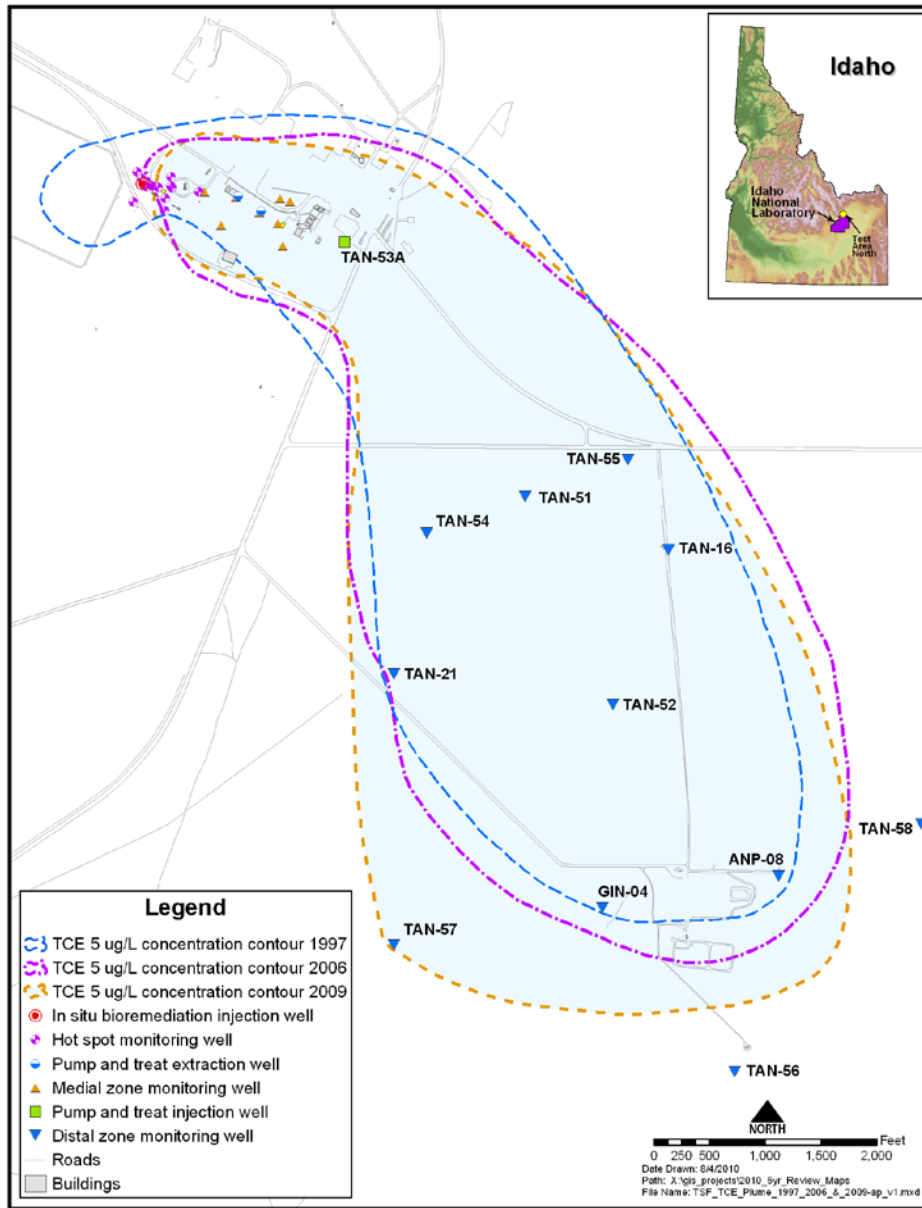 Idaho
Idaho
National
Laboratory
Test
Area
North
TAN-53A
TAN-55
TAN-51
TAN-54
TAN-16
TAN-21
TAN-52
TAN-58
ANP-08
GIN-04
TAN-57
TAN-56
Legend
TCE 5 ug/L concentration contour 1997
TCE 5 ug/L concentration contour 2006
TCE 5 ug/L concentration contour 2009
In situ bioremediation injection well
Hot spot monitoring well
Pump and treat extraction well
Medial zone monitoring well
Pump and treat injection well
Distal zone monitoring well
Roads
Buildings
NORTH
Feet
0 250 500 1,000 1,500 2,000
Date Drawn: 8/4/2010
Path: X:\gis_projects\2010_5yr_Review_Maps
File Name: TSF_TCE_Plume_1997_2006_&_2009-ap_v1.mxd